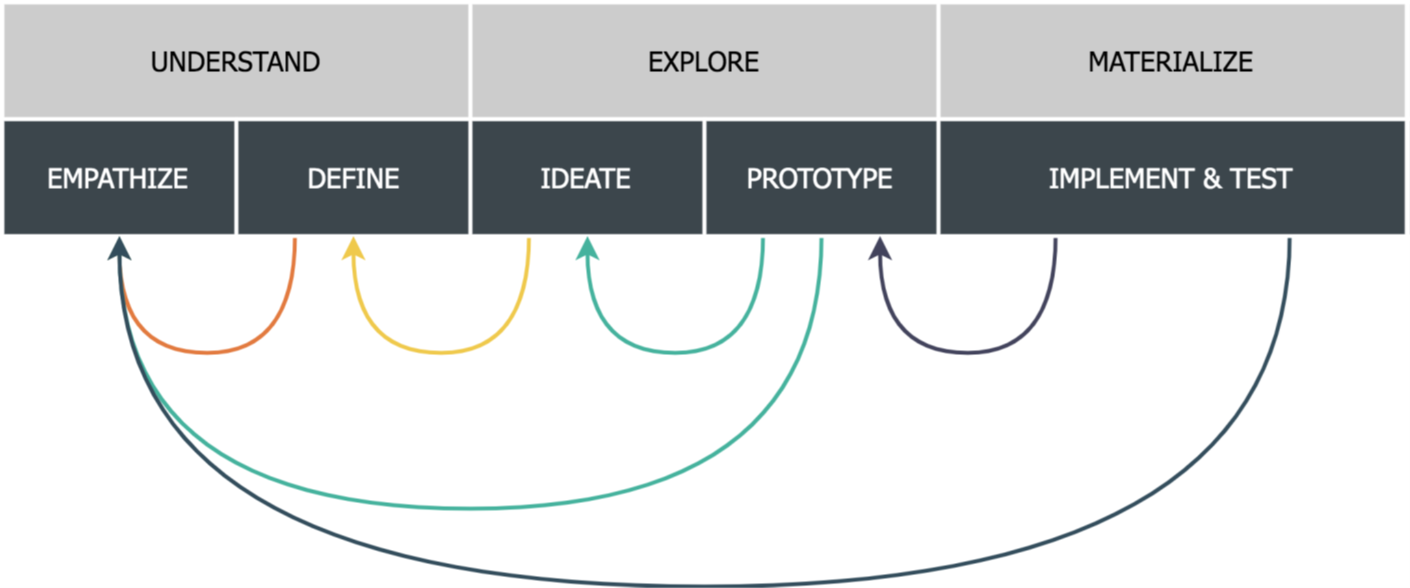 UNDERSTAND EXPLORE MATERIALIZE
EMPATHIZE DEFINE IDEATE PROTOTYPE IMPLEMENT & TEST